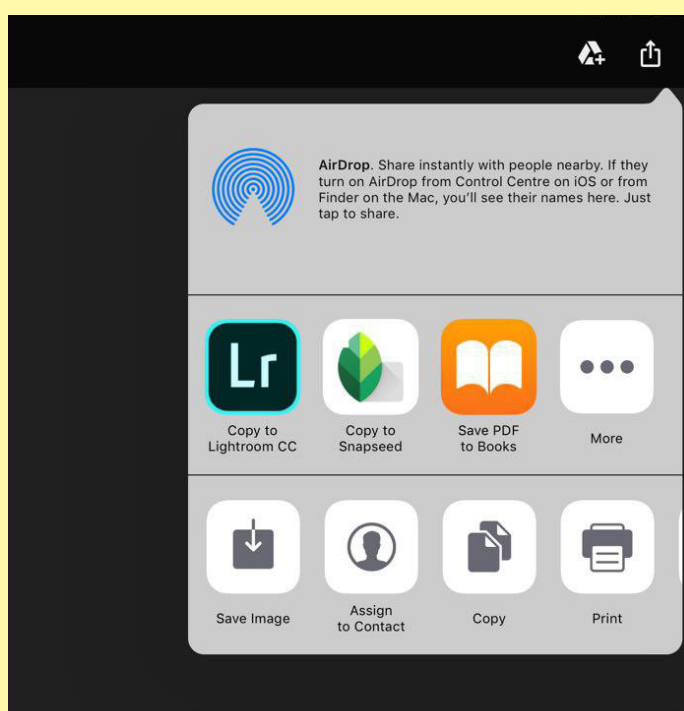 AirDrop. Share instantly with people nearby. If they
turn on AirDrop from Control Centre on iOS or from
Finder on the Mac, you'll see their names here. Just
tap to share.
Lr
Copy to
Lightroom CC
Copy to
Snapseed
Save PDF
to Books
More
Save Image
Assign
to Contact
Copy
Print